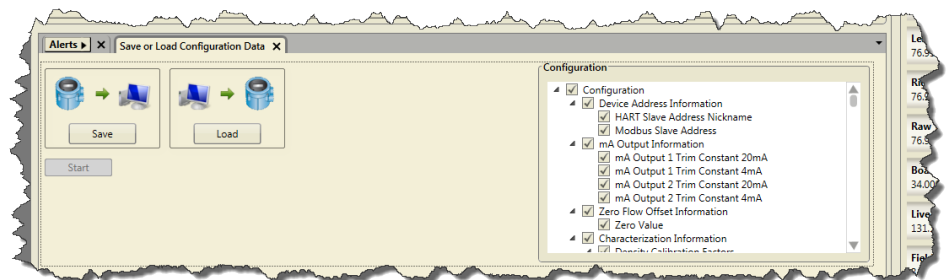 Alerts
Save or Load Configuration Data
Save
Load
Start
Configuration
Configuration
Device Address Information
HART Slave Address Nickname
Modbus Slave Address
mA Output Information
mA Output 1 Trim Constant 20mA
mA Output 1 Trim Constant 4mA
mA Output 2 Trim Constant 20mA
mA Output 2 Trim Constant 4mA
Zero Flow Offset Information
Zero Value
Characterization Information
Density Calibration Factors
76.9
76.9
Raw
76.9
34.00
Live
131.